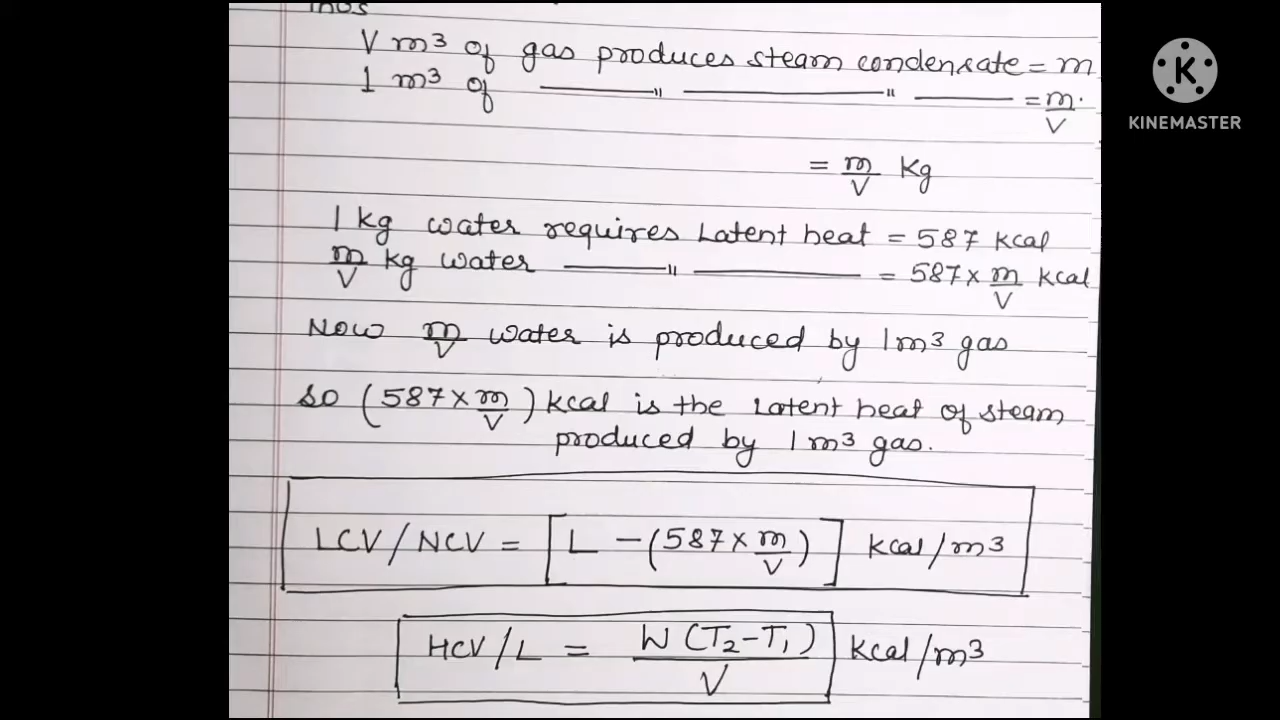 Thus
V m³ of gas produces steam condensate = m
1 m³ of —— " —— " —— = m/V
= m/V Kg
1 kg water requires Latent heat = 587 kcal
m/V kg water —— " —— = 587 × m/V kcal
Now m/V water is produced by 1m³ gas
so (587 × m/V) kcal is the Latent heat of steam
produced by 1 m³ gas.
LCV/NCV = [L - (587 × m/V)] kcal/m³
HCV/L = W (T₂-T₁)/V kcal/m³
K
KINEMASTER